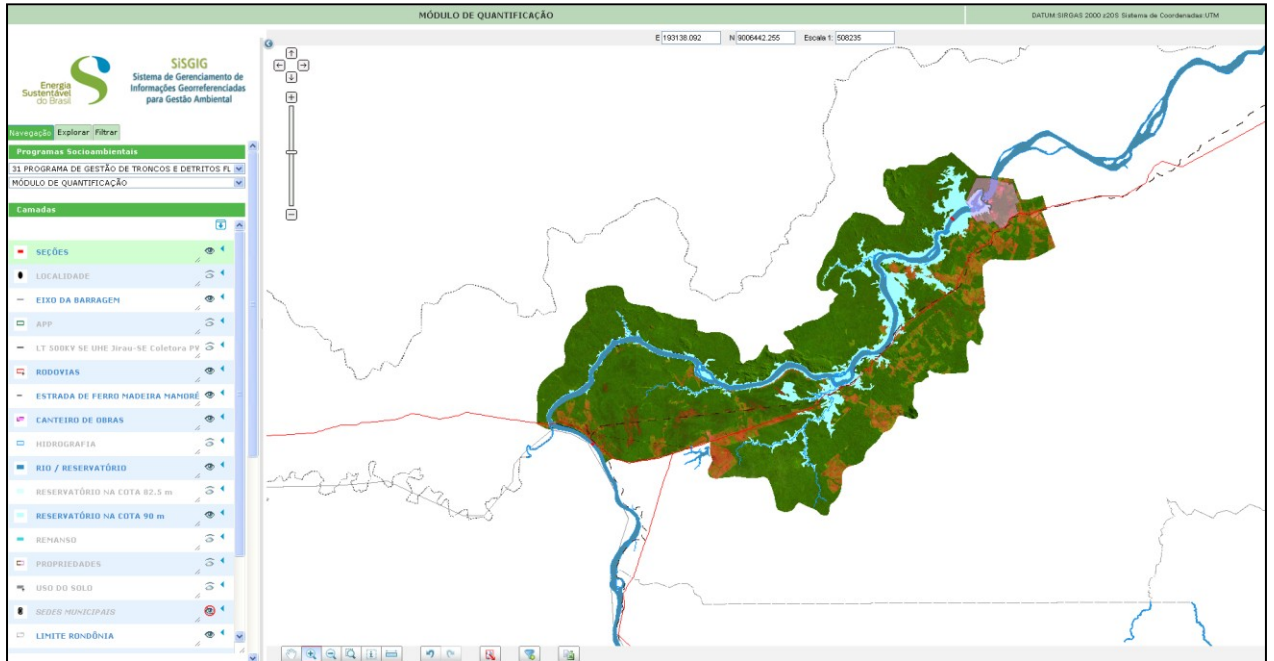 MÓDULO DE QUANTIFICAÇÃO
DATUM:SIRGAS 2000 z20S Sistema de Coordenadas:UTM
E 193138.092 N 9006442.255 Escala 1: 508235
Energia
Sustentável
do Brasil
SiSGIG
Sistema de Gerenciamento de
Informações Georreferenciadas
para Gestão Ambiental
Navegação Explorar Filtrar
Programas Socioambientais
31 PROGRAMA DE GESTÃO DE TRONCOS E DETRITOS FL
MÓDULO DE QUANTIFICAÇÃO
Camadas
SEÇÕES
LOCALIDADE
EIXO DA BARRAGEM
APP
LT 500KV SE UHE Jirau-SE Coletora PV
RODOVIAS
ESTRADA DE FERRO MADEIRA MAMORÉ
CANTEIRO DE OBRAS
HIDROGRAFIA
RIO / RESERVATÓRIO
RESERVATÓRIO NA COTA 82.5 m
RESERVATÓRIO NA COTA 90 m
REMANSO
PROPRIEDADES
USO DO SOLO
SEDES MUNICIPAIS
LIMITE RONDÔNIA